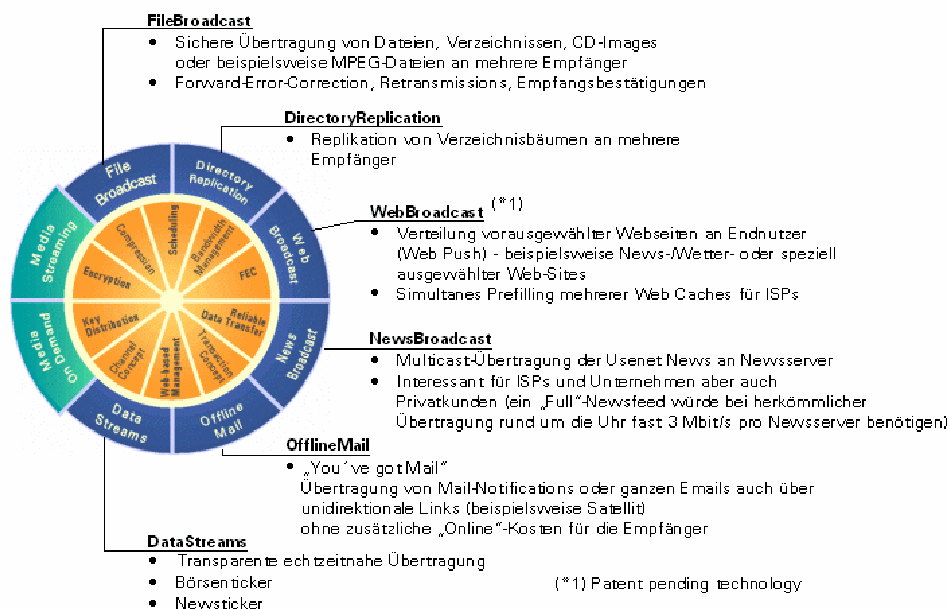 FileBroadcast
• Sichere Übertragung von Dateien, Verzeichnissen, CD-Images
oder beispielsweise MPEG-Dateien an mehrere Empfänger
• Forward-Error-Correction, Retransmissions, Empfangsbestätigungen
DirectoryReplication
• Replikation von Verzeichnisbäumen an mehrere
Empfänger
WebBroadcast (*1)
• Verteilung vorausgewählter Webseiten an Endnutzer
(Web Push) - beispielsweise News-/Wetter- oder speziell
ausgewählter Web-Sites
• Simultanes Prefilling mehrerer Web Caches für ISPs
NewsBroadcast
• Multicast-Übertragung der Usenet News an Newsserver
• Interessant für ISPs und Unternehmen aber auch
Privatkunden (ein „Full“-Newsfeed würde bei herkömmlicher
Übertragung rund um die Uhr fast 3 Mbit/s pro Newsserver benötigen)
OfflineMail
• „You´ve got Mail“
Übertragung von Mail-Notifications oder ganzen Emails auch über
unidirektionale Links (beispielsweise Satellit)
ohne zusätzliche „Online“-Kosten für die Empfänger
DataStreams
• Transparente echtzeitnahe Übertragung
• Börsenticker
• Newsticker
(*1) Patent pending technology
File
Broadcast
Directory
Replication
Web
Broadcast
News
Broadcast
Offline
Mail
Data
Streams
Media
On Demand
Media
Streaming
Scheduling
Bandwidth
Management
FEC
Reliable
Data Transfer
Transaction
Concept
Web-based
Management
Channel
Concept
Key
Distribution
Encryption
Compression